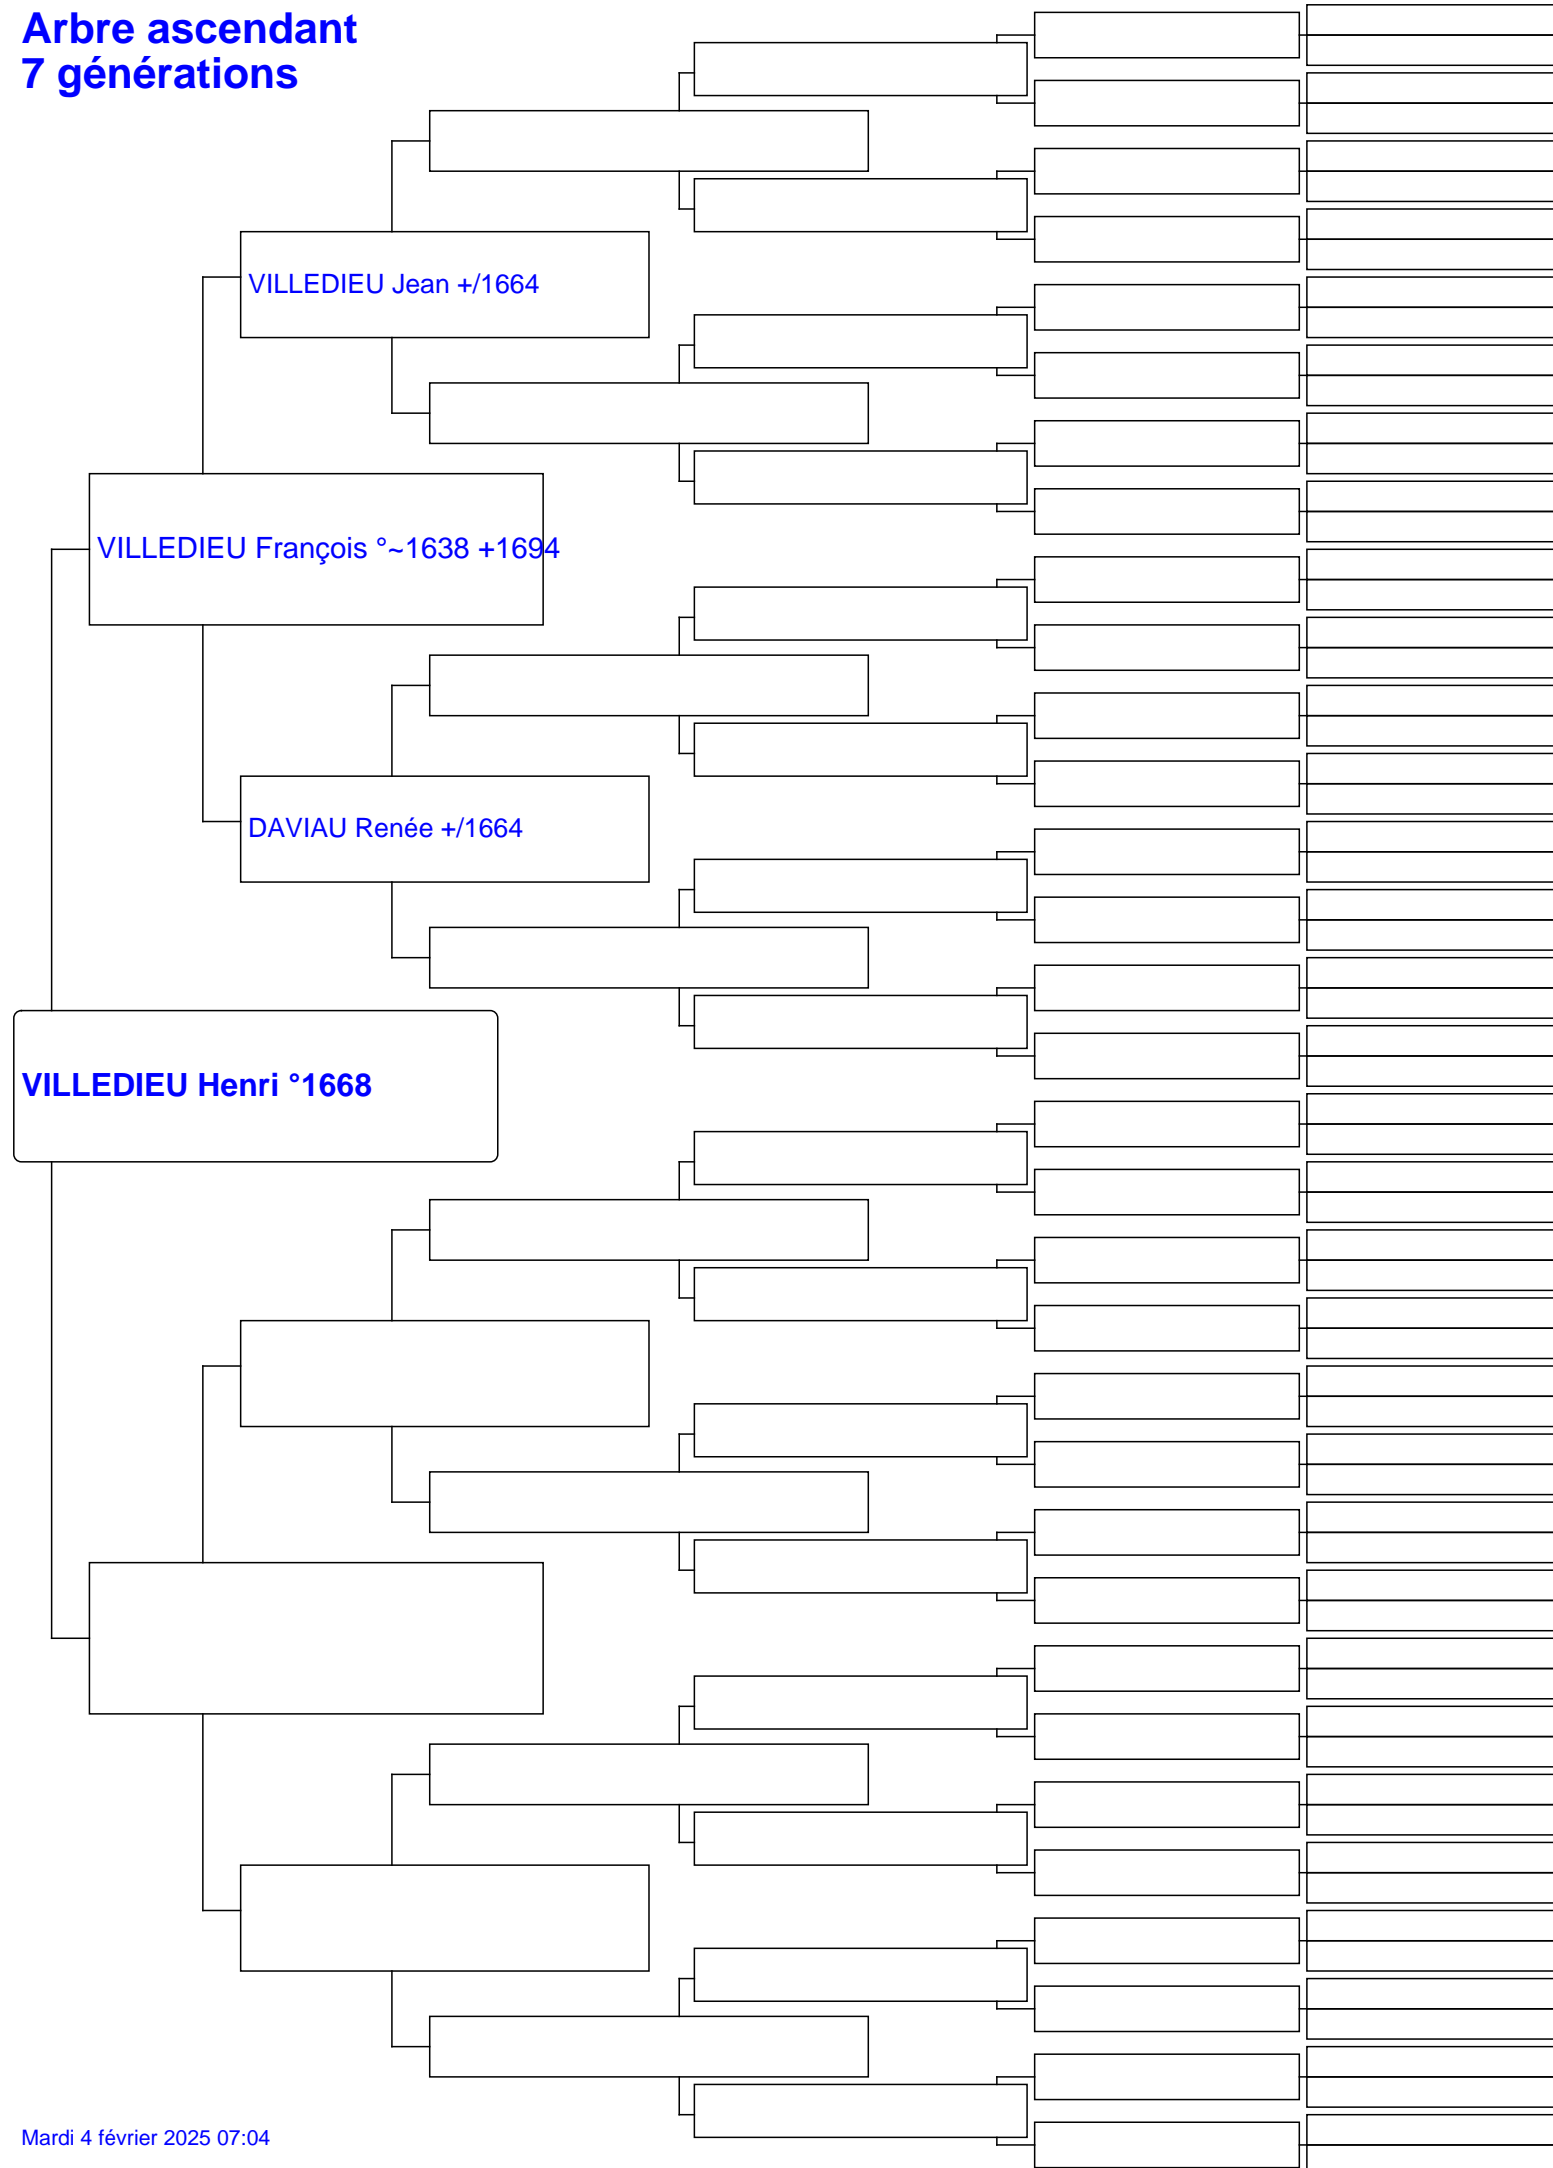 Arbre ascendant
7 générations
VILLEDIEU Jean +/1664
VILLEDIEU François °~1638 +1694
DAVIAU Renée +/1664
VILLEDIEU Henri °1668
Mardi 4 février 2025 07:04